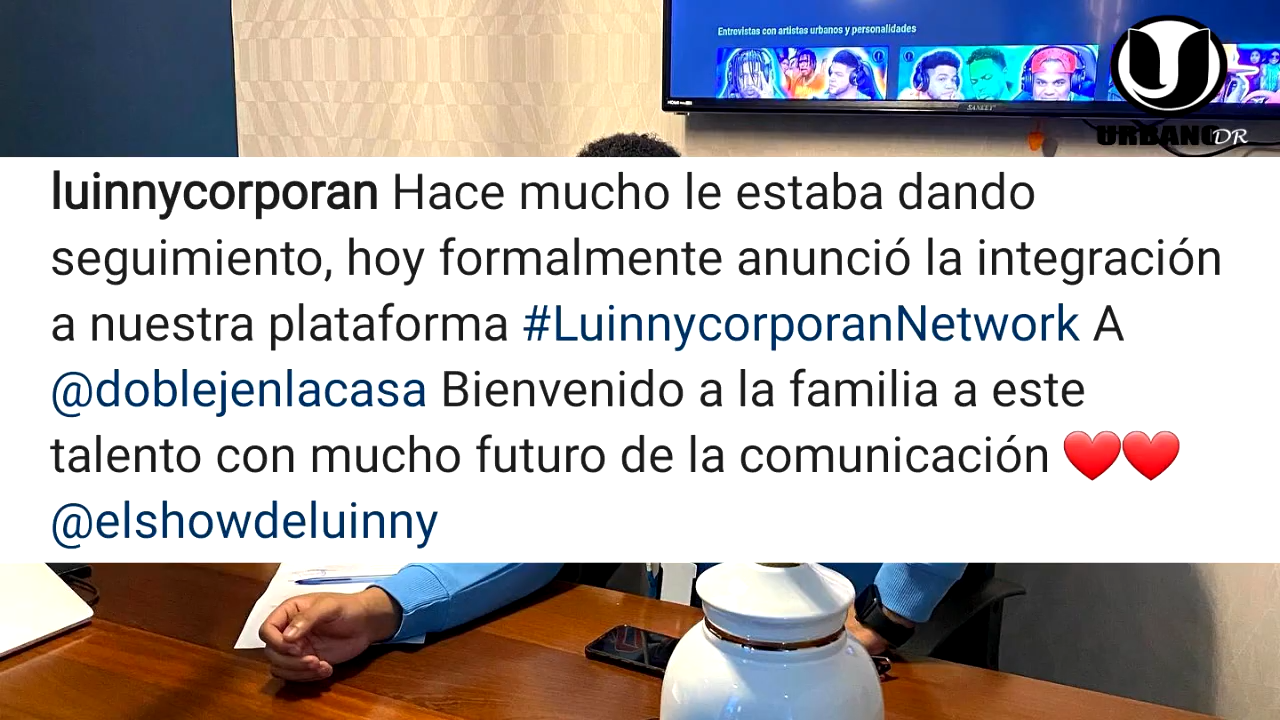 Entrevistas con artistas urbanos y personalidades
SANKEY
URBANO DR
luinnycorporan Hace mucho le estaba dando
seguimiento, hoy formalmente anunció la integración
a nuestra plataforma #LuinnycorporanNetwork A
@doblejenlacasa Bienvenido a la familia a este
talento con mucho futuro de la comunicación ❤️❤️
@elshowdeluinny